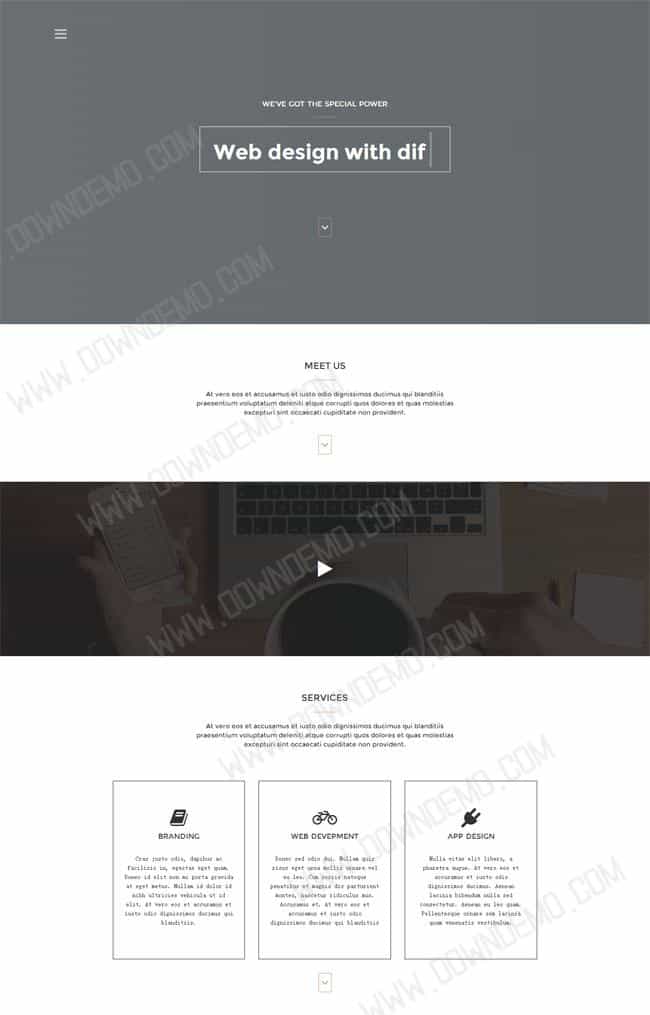 WE'VE GOT THE SPECIAL POWER
Web design with dif
MEET US
At vero eos et accusamus et iusto odio dignissimos ducimus qui blanditiis
praesentium voluptatum deleniti atque corrupti quos dolores et quas molestias
excepturi sint occaecati cupiditate non provident.
SERVICES
At vero eos et accusamus et iusto odio dignissimos ducimus qui blanditiis
praesentium voluptatum deleniti atque corrupti quos dolores et quas molestias
excepturi sint occaecati cupiditate non provident.
BRANDING
Cras justo odio, dapibus ac
facilisis in, egestas eget quam.
Donec id elit non mi porta gravida
at eget metus. Nullam id dolor id
nibh ultricies vehicula ut id
elit. At vero eos et accusamus et
iusto odio dignissimos ducimus qui
blanditiis.
WEB DEVEPMENT
Donec sed odio dui. Nullam quis
risus eget urna mollis ornare vel
eu leo. Cum sociis natoque
penatibus et magnis dis parturient
montes, nascetur ridiculus mus.
Accusamus et. At vero eos et
accusamus et iusto odio
dignissimos ducimus qui blanditiis
APP DESIGN
Nulla vitae elit libero, a
pharetra augue. At vero eos et
accusamus et iusto odio
dignissimos ducimus. Aenean
lacinia bibendum nulla sed
consectetur. Aenean eu leo quam.
Pellentesque ornare sem lacinia
quam venenatis vestibulum.
WWW.DOWNDEMO.COM
WWW.DOWNDEMO.COM
WWW.DOWNDEMO.COM
WWW.DOWNDEMO.COM
WWW.DOWNDEMO.COM